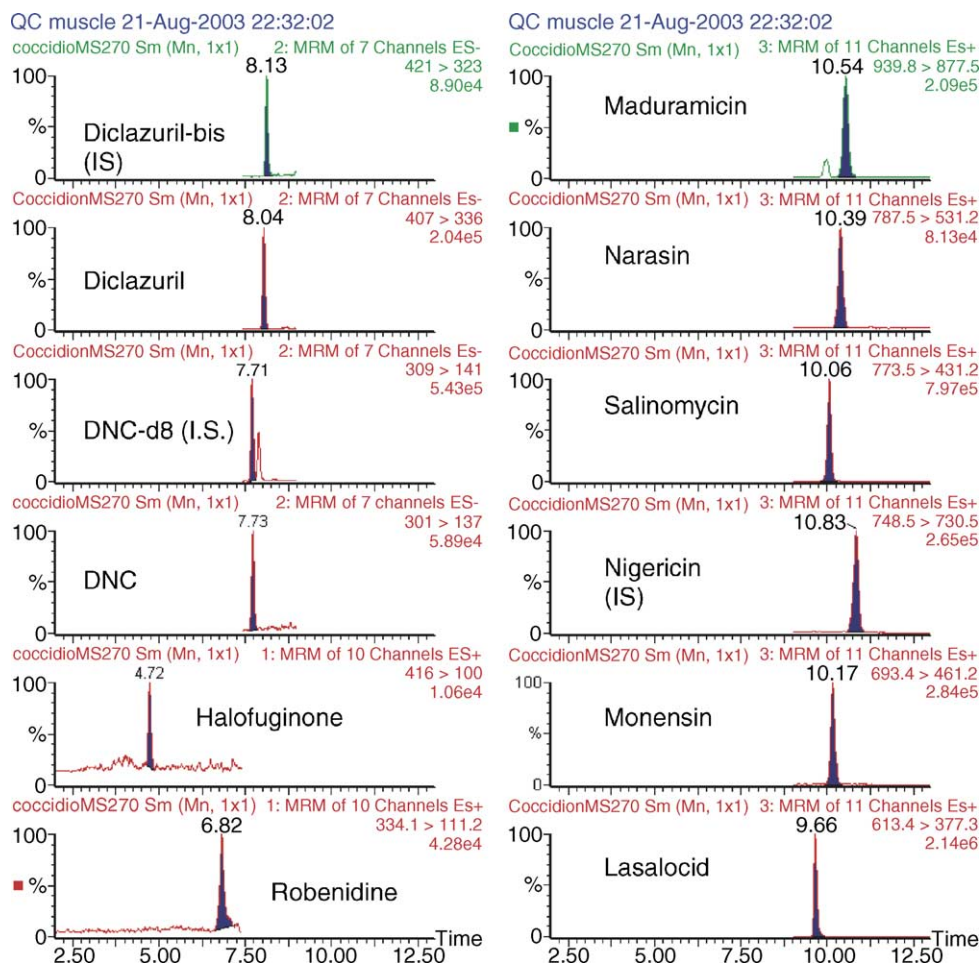 QC muscle 21-Aug-2003 22:32:02
coccidioMS270 Sm (Mn, 1x1) 2: MRM of 7 Channels ES-
8.13 421 > 323
8.90e4
100
%
Diclazuril-bis
(IS)
0
CoccidionMS270 Sm (Mn, 1x1) 2: MRM of 7 Channels Es-
8.04 407 > 336
2.04e5
100
Diclazuril
%
0
CoccidionMS270 Sm (Mn, 1x1) 2: MRM of 7 Channels Es-
7.71 309 > 141
5.43e5
100
DNC-d8 (I.S.)
%
0
coccidioMS270 Sm (Mn, 1x1) 2: MRM of 7 channels ES-
7.73 301 > 137
5.89e4
100
DNC
%
0
coccidioMS270 Sm (Mn, 1x1) 1: MRM of 10 Channels ES+
4.72 416 > 100
1.06e4
100
Halofuginone
%
0
coccidioMS270 Sm (Mn, 1x1) 1: MRM of 10 Channels Es+
6.82 334.1 > 111.2
4.28e4
100
%
Robenidine
0 Time
2.50 5.00 7.50 10.00 12.50
QC muscle 21-Aug-2003 22:32:02
CoccidioMS270 Sm (Mn, 1x1) 3: MRM of 11 Channels Es+
10.54 939.8 > 877.5
2.09e5
100
Maduramicin
%
0
CoccidionMS270 Sm (Mn, 1x1) 3: MRM of 11 Channels Es+
10.39 787.5 > 531.2
8.13e4
100
Narasin
%
0
CoccidionMS270 Sm (Mn, 1x1) 3: MRM of 11 Channels Es+
10.06 773.5 > 431.2
7.97e5
100
Salinomycin
%
0
CoccidionMS270 Sm (Mn, 1x1) 3: MRM of 11 Channels Es+
10.83 748.5 > 730.5
2.65e5
100
Nigericin
%
(IS)
0
CoccidionMS270 Sm (Mn, 1x1) 3: MRM of 11 Channels Es+
10.17 693.4 > 461.2
2.84e5
100
Monensin
%
0
CoccidionMS270 Sm (Mn, 1x1) 3: MRM of 11 Channels Es+
9.66 613.4 > 377.3
2.14e6
100
Lasalocid
%
0 Time
2.50 5.00 7.50 10.00 12.50